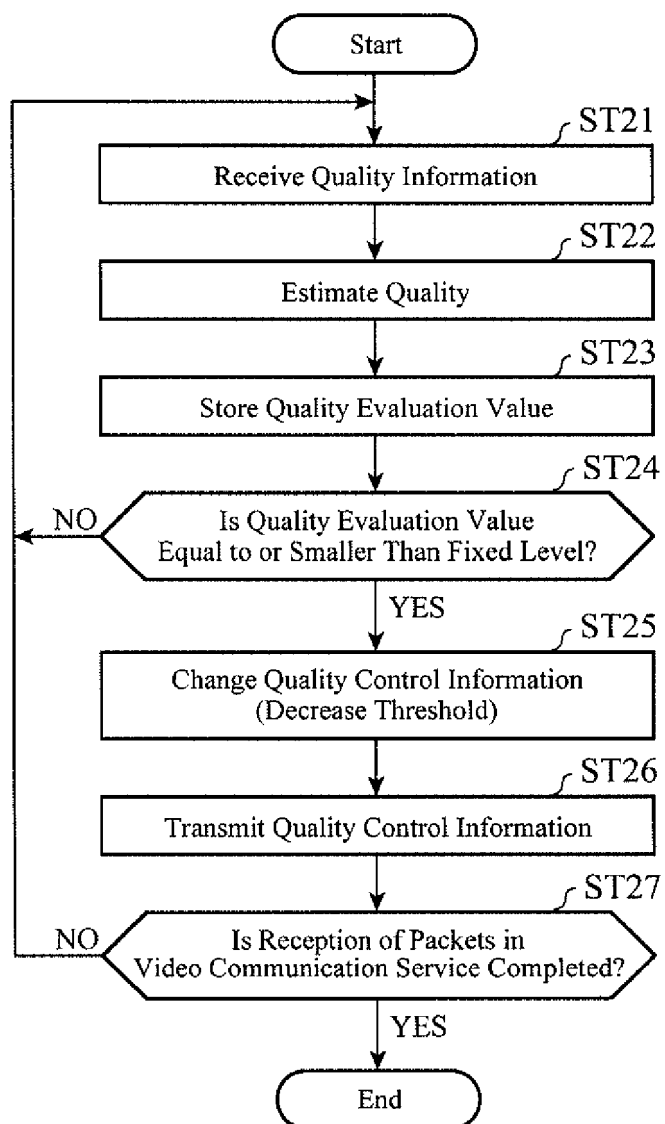 Start
ST21
Receive Quality Information
ST22
Estimate Quality
ST23
Store Quality Evaluation Value
ST24
NO
Is Quality Evaluation Value
Equal to or Smaller Than Fixed Level?
YES
ST25
Change Quality Control Information
(Decrease Threshold)
ST26
Transmit Quality Control Information
ST27
NO
Is Reception of Packets in
Video Communication Service Completed?
YES
End